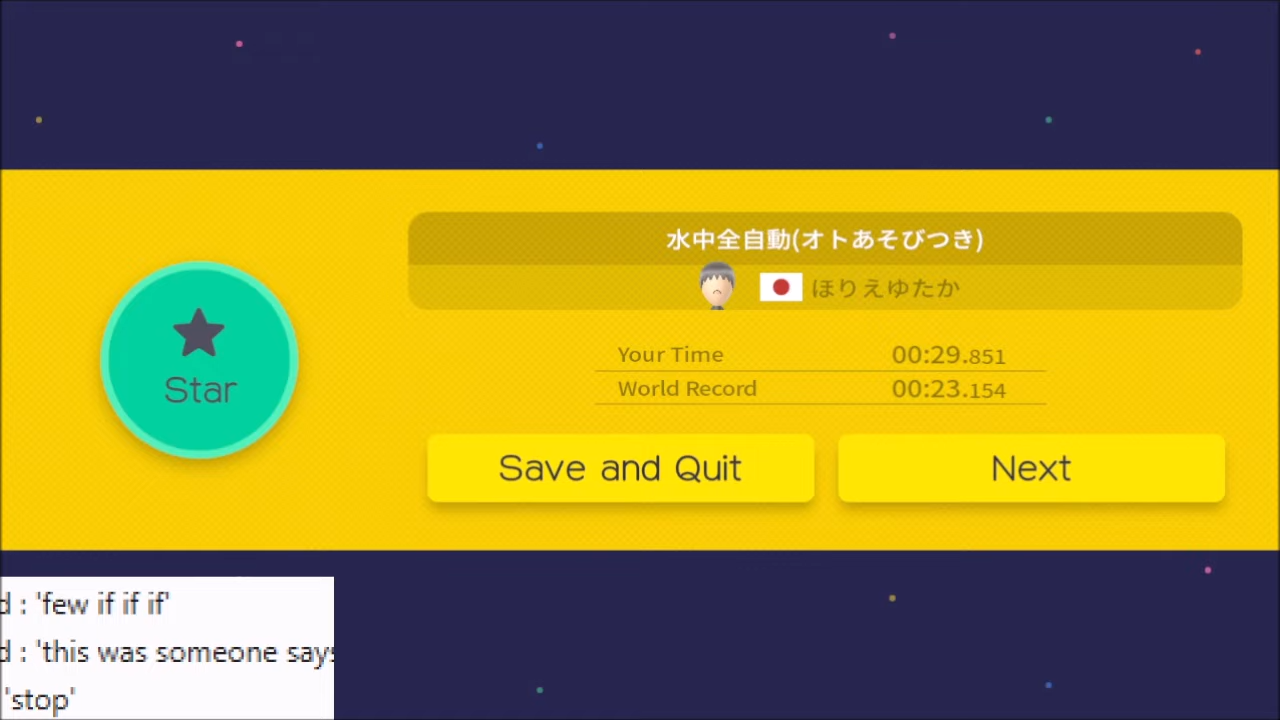 水中全自動(オトあそびつき)
ほりえゆたか
Star
Your Time 00:29.851
World Record 00:23.154
Save and Quit Next
d : 'few if if if'
d : 'this was someone says
'stop'